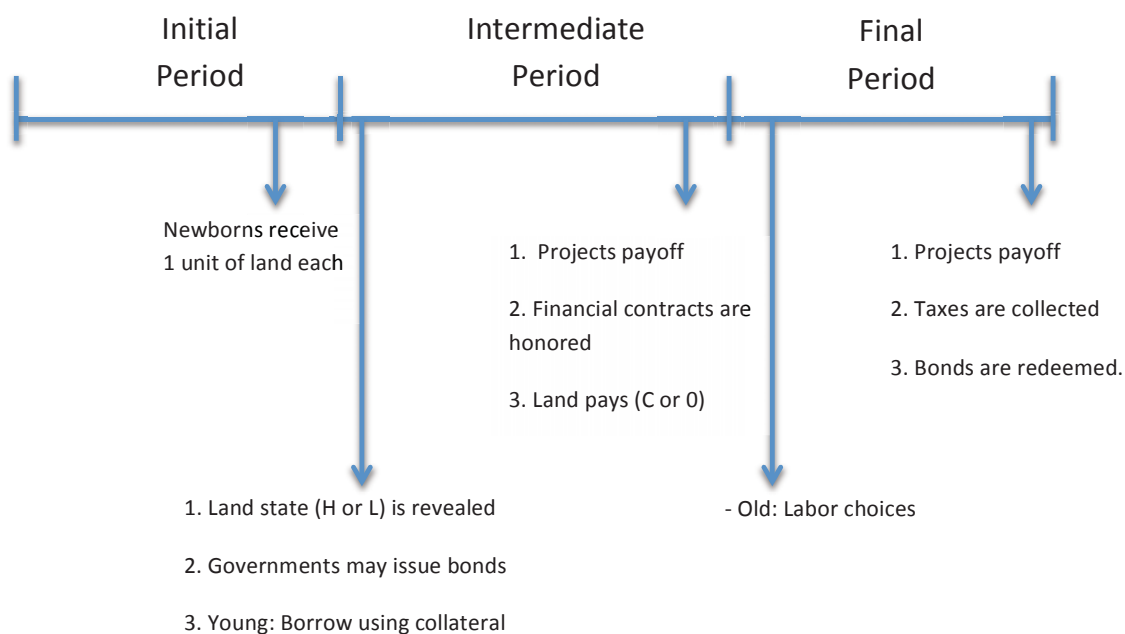 Initial
Period
Intermediate
Period
Final
Period
Newborns receive
1 unit of land each
1. Projects payoff
2. Financial contracts are
honored
3. Land pays (C or 0)
1. Projects payoff
2. Taxes are collected
3. Bonds are redeemed.
1. Land state (H or L) is revealed
2. Governments may issue bonds
3. Young: Borrow using collateral
- Old: Labor choices